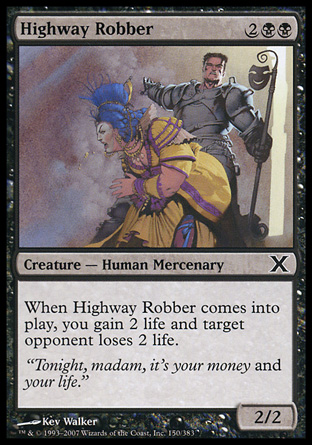 Highway Robber 2
Creature — Human Mercenary X
When Highway Robber comes into
play, you gain 2 life and target
opponent loses 2 life.
“Tonight, madam, it’s your money and
your life.”
Kev Walker
™ & © 1993–2007 Wizards of the Coast, Inc. 150/383
2/2